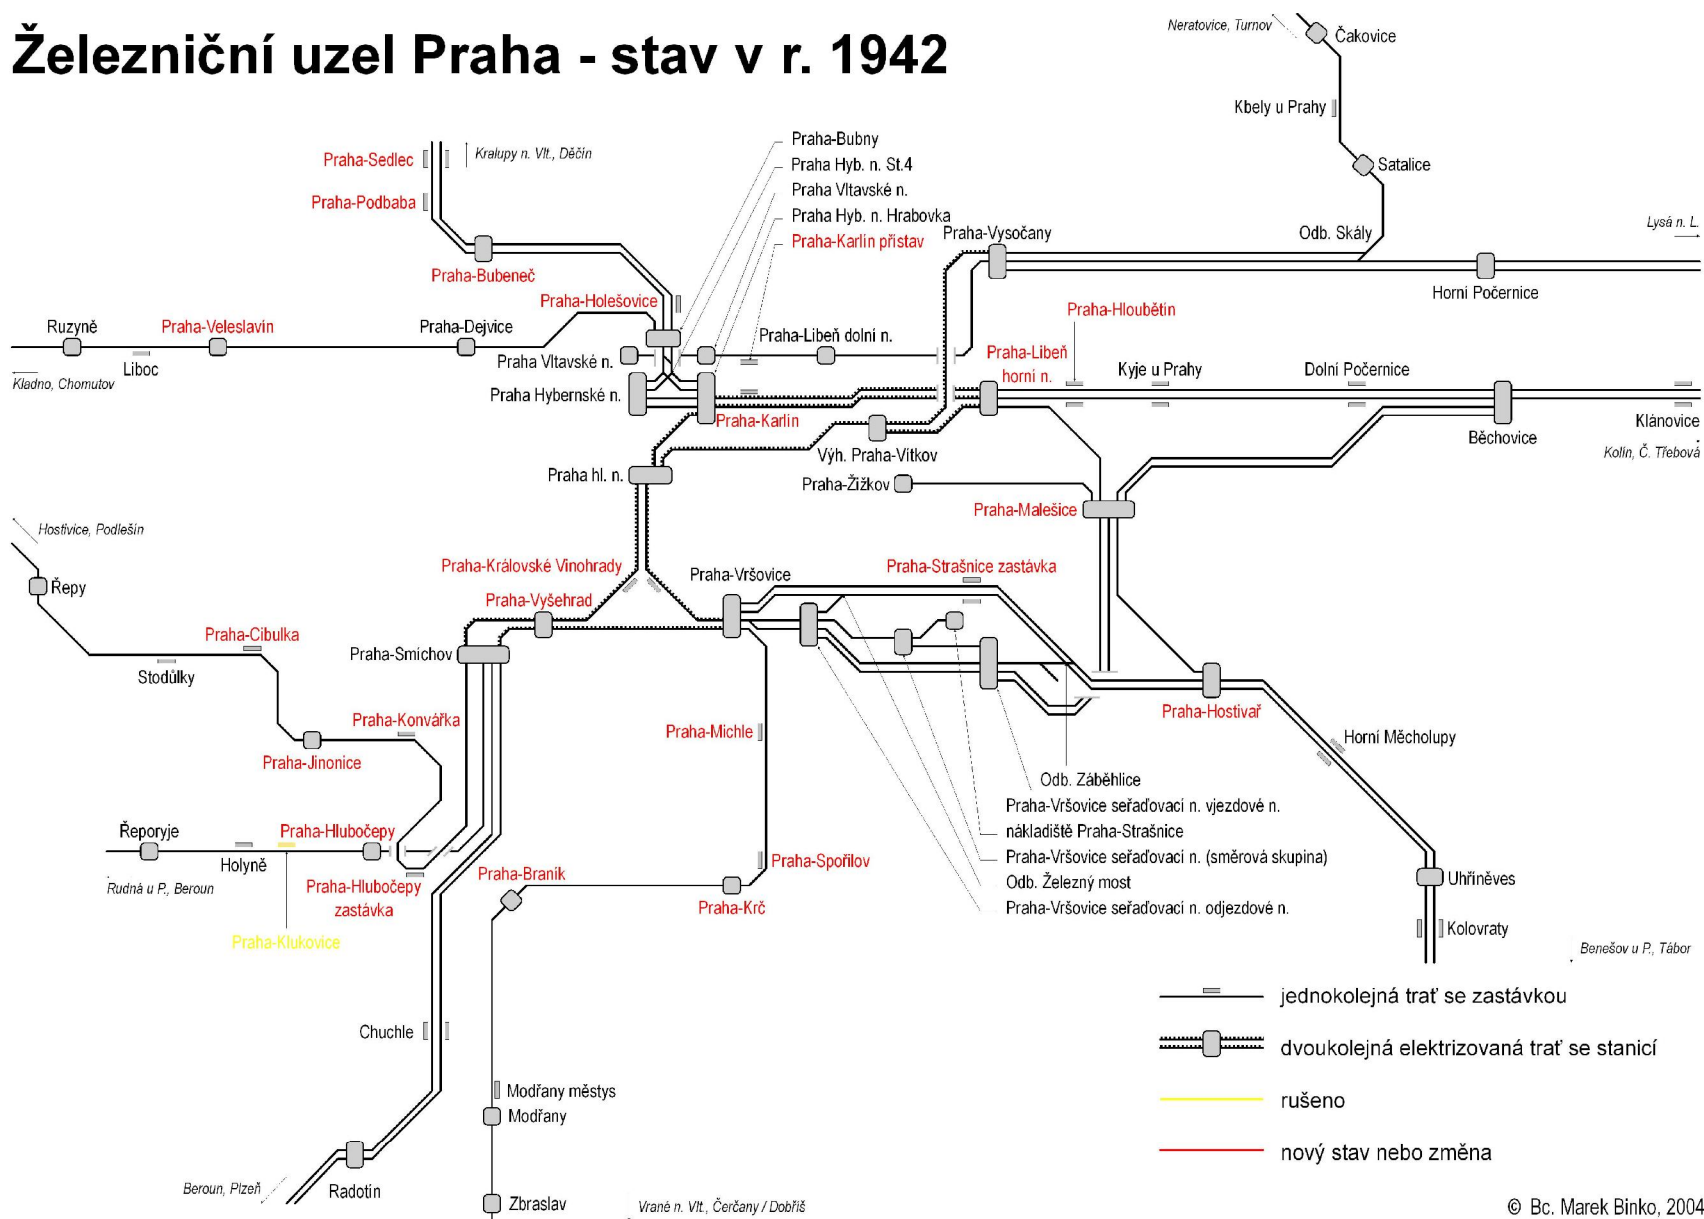 Železniční uzel Praha - stav v r. 1942
Neratovice, Turnov
Čakovice
Kbely u Prahy
Satalice
Odb. Skály
Lysá n. L.
Praha-Sedlec
Kralupy n. Vlt., Děčín
Praha-Podbaba
Praha-Bubeneč
Praha-Bubny
Praha Hyb. n. St.4
Praha Vltavské n.
Praha Hyb. n. Hrabovka
Praha-Karlín přístav
Praha-Vysočany
Horní Počernice
Praha-Holešovice
Ruzyně
Praha-Veleslavín
Praha-Dejvice
Liboc
Kladno, Chomutov
Praha Vltavské n.
Praha-Libeň dolní n.
Praha Hybernské n.
Praha-Karlín
Praha-Hloubětín
Praha-Libeň
horní n.
Kyje u Prahy
Dolní Počernice
Běchovice
Klánovice
Kolín, Č. Třebová
Výh. Praha-Vítkov
Praha hl. n.
Praha-Žižkov
Praha-Malešice
Hostivice, Podlešín
Řepy
Praha-Cibulka
Stodůlky
Praha-Jinonice
Praha-Konvářka
Praha-Královské Vinohrady
Praha-Vyšehrad
Praha-Smíchov
Praha-Vršovice
Praha-Strašnice zastávka
Praha-Hostivař
Horní Měcholupy
Praha-Michle
Odb. Záběhlice
Praha-Vršovice seřaďovací n. vjezdové n.
nákladiště Praha-Strašnice
Praha-Vršovice seřaďovací n. (směrová skupina)
Odb. Železný most
Praha-Vršovice seřaďovací n. odjezdové n.
Řeporyje
Holyně
Praha-Hlubočepy
Rudná u P., Beroun
Praha-Hlubočepy
zastávka
Praha-Klukovice
Praha-Braník
Praha-Spořilov
Praha-Krč
Uhříněves
Kolovraty
Benešov u P., Tábor
Chuchle
Modřany městys
Modřany
Radotín
Beroun, Plzeň
Zbraslav
Vrané n. Vlt., Čerčany / Dobříš
jednokolejná trať se zastávkou
dvoukolejná elektrizovaná trať se stanicí
rušeno
nový stav nebo změna
© Bc. Marek Binko, 2004